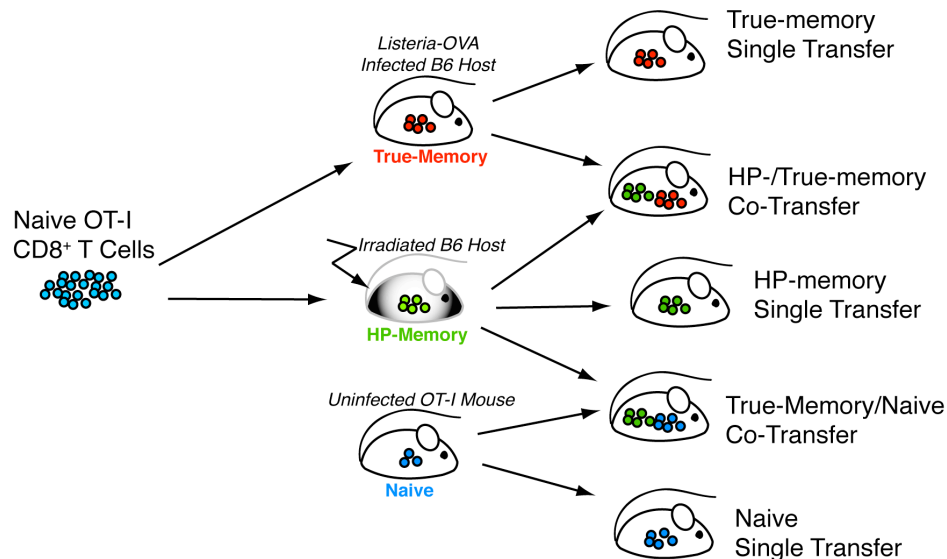 Naive OT-I
CD8⁺ T Cells
Listeria-OVA
Infected B6 Host
True-Memory
Irradiated B6 Host
HP-Memory
Uninfected OT-I Mouse
Naive
True-memory
Single Transfer
HP-/True-memory
Co-Transfer
HP-memory
Single Transfer
True-Memory/Naive
Co-Transfer
Naive
Single Transfer